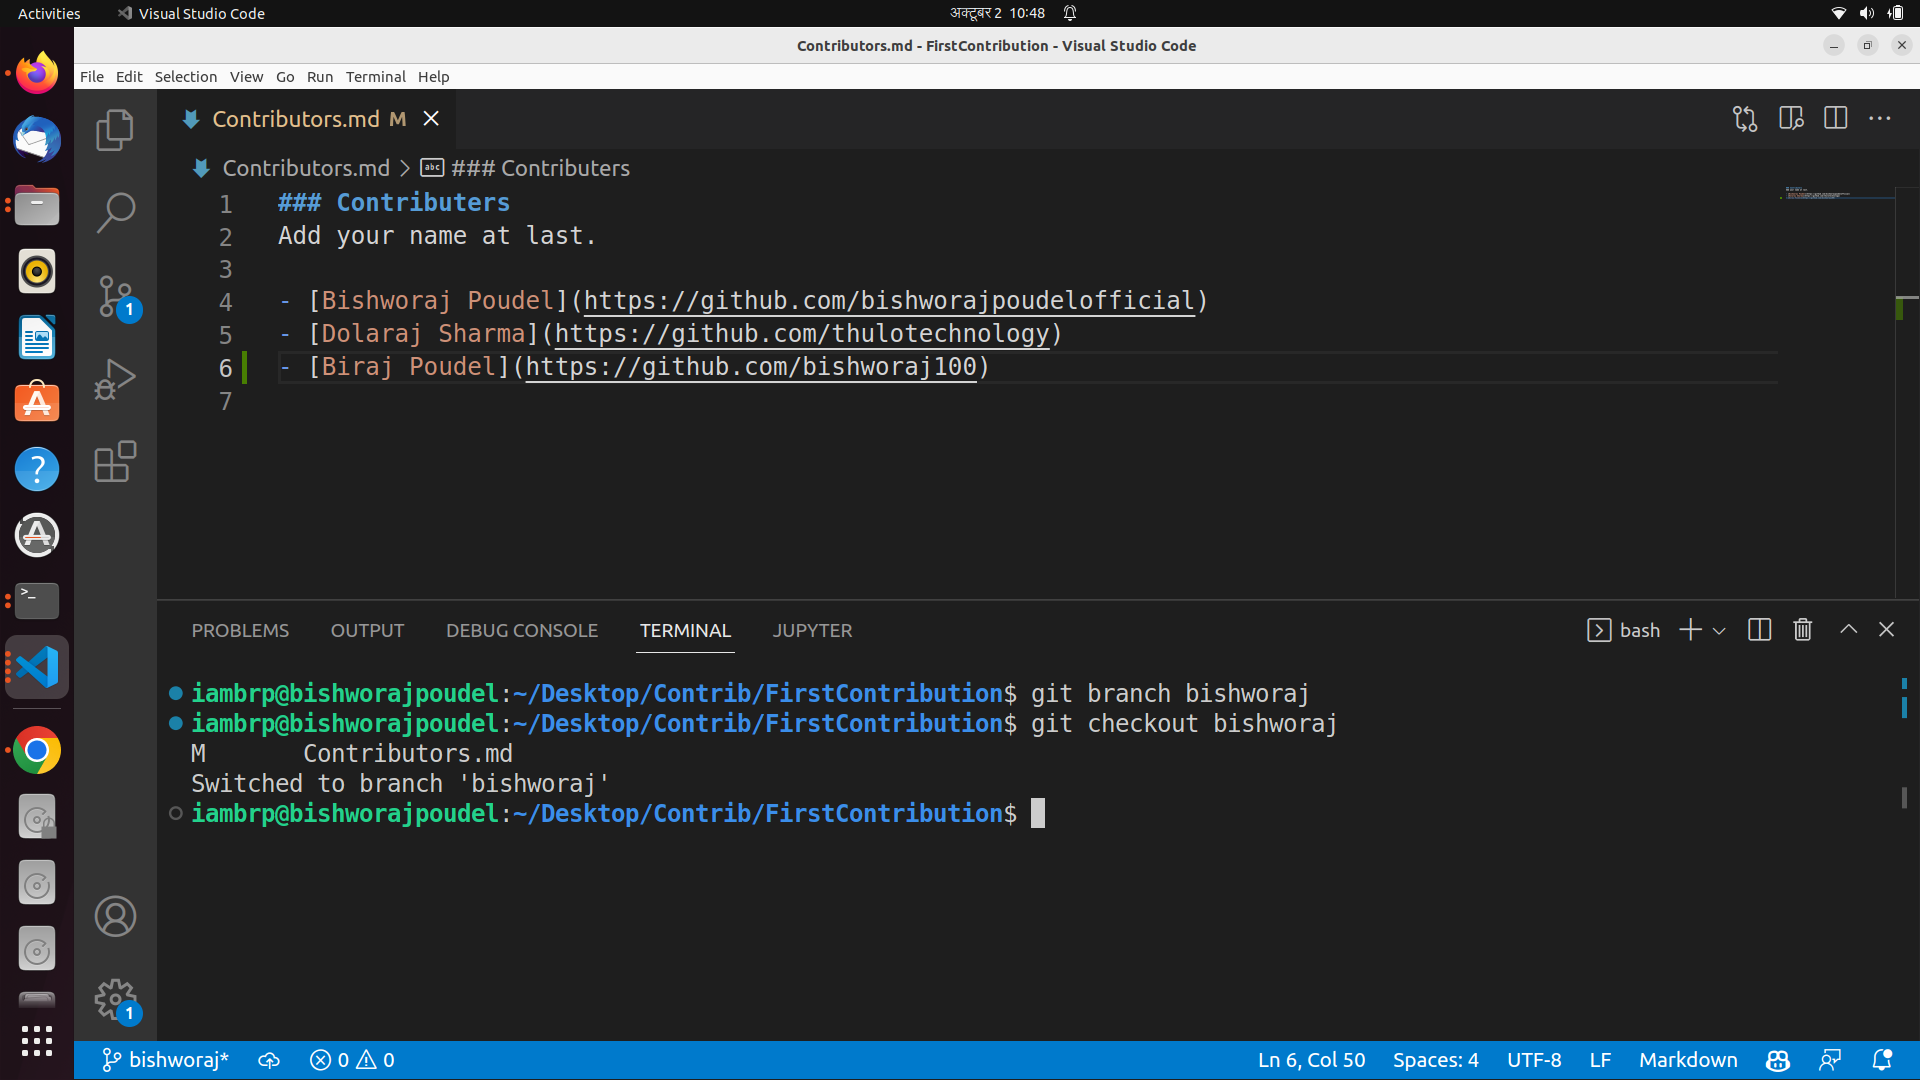 Activities Visual Studio Code अक्टूबर 2 10:48
Contributors.md - FirstContribution - Visual Studio Code
File Edit Selection View Go Run Terminal Help
Contributors.md M
Contributors.md > abc ### Contributers
1 ### Contributers
2 Add your name at last.
3
4 - [Bishworaj Poudel](https://github.com/bishworajpoudelofficial)
5 - [Dolaraj Sharma](https://github.com/thulotechnology)
6 - [Biraj Poudel](https://github.com/bishworaj100)
7
1
PROBLEMS OUTPUT DEBUG CONSOLE TERMINAL JUPYTER bash
iambrp@bishworajpoudel:~/Desktop/Contrib/FirstContribution$ git branch bishworaj
iambrp@bishworajpoudel:~/Desktop/Contrib/FirstContribution$ git checkout bishworaj
M Contributors.md
Switched to branch 'bishworaj'
iambrp@bishworajpoudel:~/Desktop/Contrib/FirstContribution$
1
bishworaj* 0 0 Ln 6, Col 50 Spaces: 4 UTF-8 LF Markdown